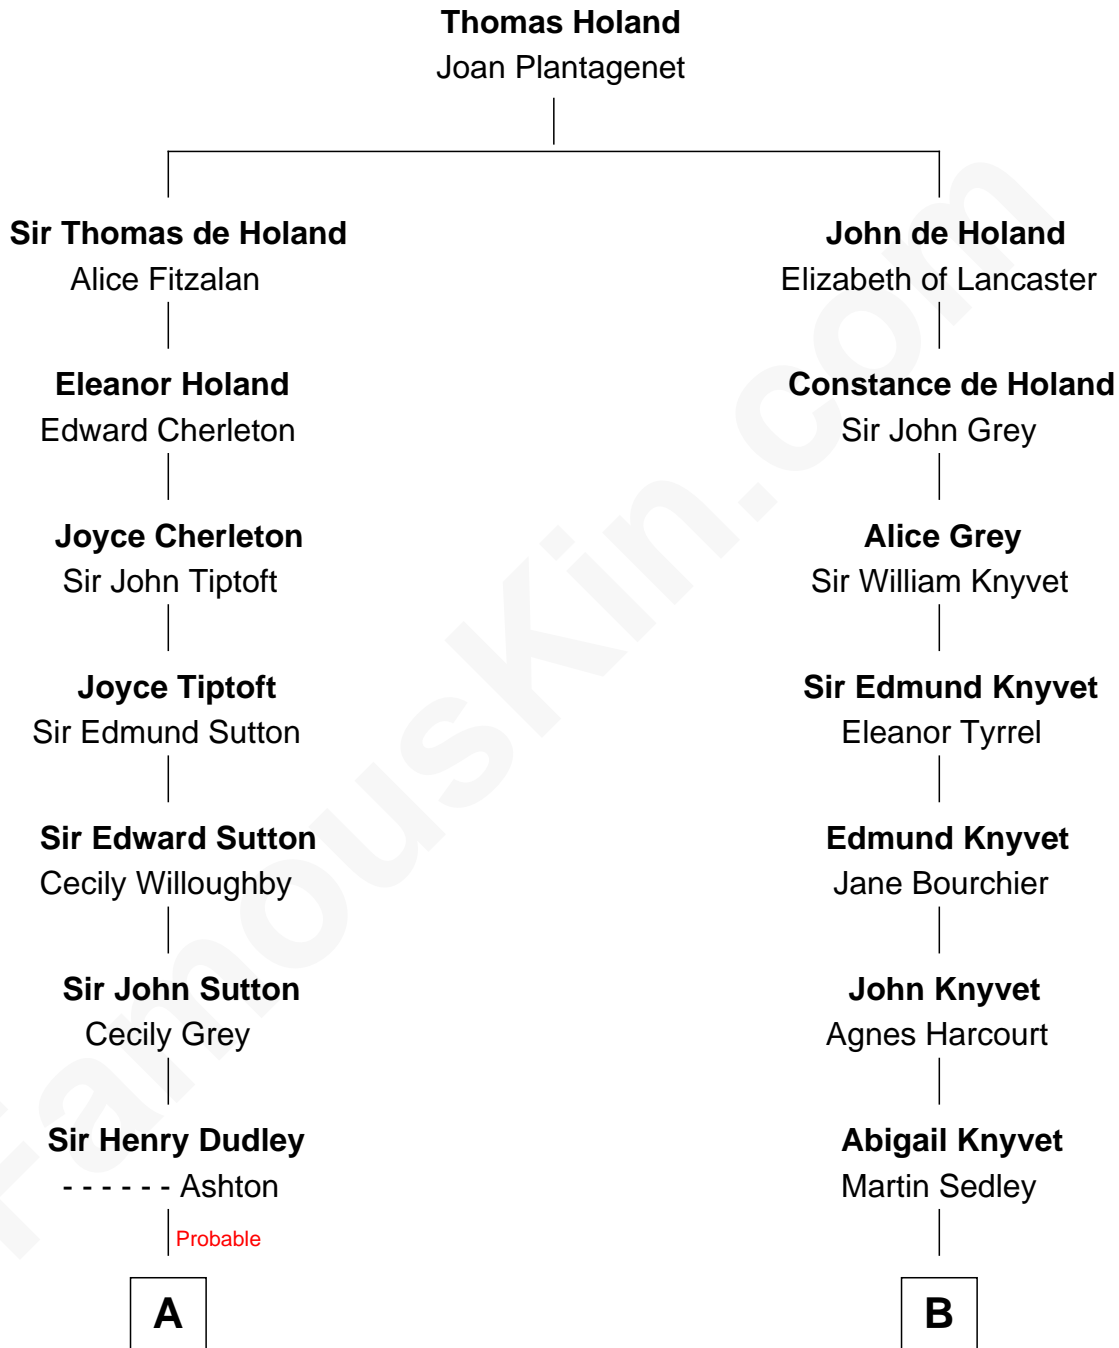 Thomas Holand
Joan Plantagenet
Sir Thomas de Holand
Alice Fitzalan
John de Holand
Elizabeth of Lancaster
Eleanor Holand
Edward Cherleton
Constance de Holand
Sir John Grey
Joyce Cherleton
Sir John Tiptoft
Alice Grey
Sir William Knyvet
Joyce Tiptoft
Sir Edmund Sutton
Sir Edmund Knyvet
Eleanor Tyrrel
Sir Edward Sutton
Cecily Willoughby
Edmund Knyvet
Jane Bourchier
Sir John Sutton
Cecily Grey
John Knyvet
Agnes Harcourt
Sir Henry Dudley
- - - - - - Ashton
Abigail Knyvet
Martin Sedley
Probable
A
B
FamousKin.com